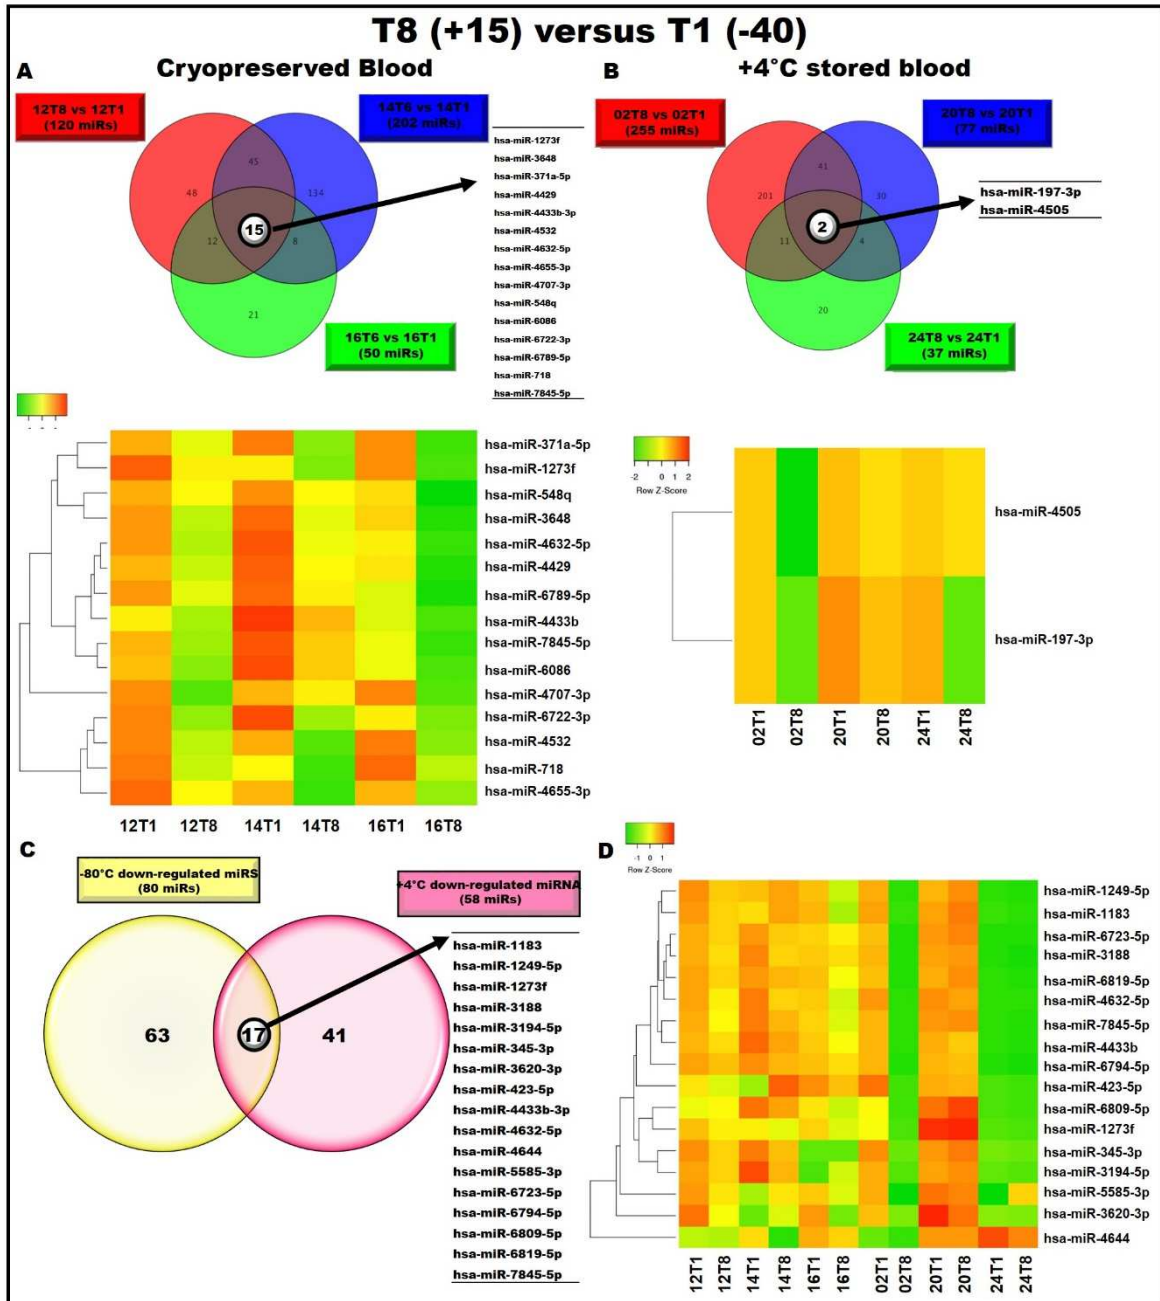 T8 (+15) versus T1 (-40)
A
Cryopreserved Blood
12T8 vs 12T1
(120 miRs)
14T6 vs 14T1
(202 miRs)
45
48
134
15
12
8
21
16T6 vs 16T1
(50 miRs)
hsa-miR-1273f
hsa-miR-3648
hsa-miR-371a-5p
hsa-miR-4429
hsa-miR-4433b-3p
hsa-miR-4532
hsa-miR-4632-5p
hsa-miR-4655-3p
hsa-miR-4707-3p
hsa-miR-548q
hsa-miR-6086
hsa-miR-6722-3p
hsa-miR-6789-5p
hsa-miR-718
hsa-miR-7845-5p
hsa-miR-371a-5p
hsa-miR-1273f
hsa-miR-548q
hsa-miR-3648
hsa-miR-4632-5p
hsa-miR-4429
hsa-miR-6789-5p
hsa-miR-4433b
hsa-miR-7845-5p
hsa-miR-6086
hsa-miR-4707-3p
hsa-miR-6722-3p
hsa-miR-4532
hsa-miR-718
hsa-miR-4655-3p
12T1 12T8 14T1 14T8 16T1 16T8
B
+4°C stored blood
02T8 vs 02T1
(255 miRs)
20T8 vs 20T1
(77 miRs)
41
201
30
2
11
4
20
24T8 vs 24T1
(37 miRs)
hsa-miR-197-3p
hsa-miR-4505
-2 0 1 2
Row Z-Score
hsa-miR-4505
hsa-miR-197-3p
02T1 02T8 20T1 20T8 24T1 24T8
C
-80°C down-regulated miRS
(80 miRs)
+4°C down-regulated miRNA
(58 miRs)
63
17
41
hsa-miR-1183
hsa-miR-1249-5p
hsa-miR-1273f
hsa-miR-3188
hsa-miR-3194-5p
hsa-miR-345-3p
hsa-miR-3620-3p
hsa-miR-423-5p
hsa-miR-4433b-3p
hsa-miR-4632-5p
hsa-miR-4644
hsa-miR-5585-3p
hsa-miR-6723-5p
hsa-miR-6794-5p
hsa-miR-6809-5p
hsa-miR-6819-5p
hsa-miR-7845-5p
D
-1 0 1
Row Z-Score
hsa-miR-1249-5p
hsa-miR-1183
hsa-miR-6723-5p
hsa-miR-3188
hsa-miR-6819-5p
hsa-miR-4632-5p
hsa-miR-7845-5p
hsa-miR-4433b
hsa-miR-6794-5p
hsa-miR-423-5p
hsa-miR-6809-5p
hsa-miR-1273f
hsa-miR-345-3p
hsa-miR-3194-5p
hsa-miR-5585-3p
hsa-miR-3620-3p
hsa-miR-4644
12T1 12T8 14T1 14T8 16T1 16T8 02T1 02T8 20T1 20T8 24T1 24T8